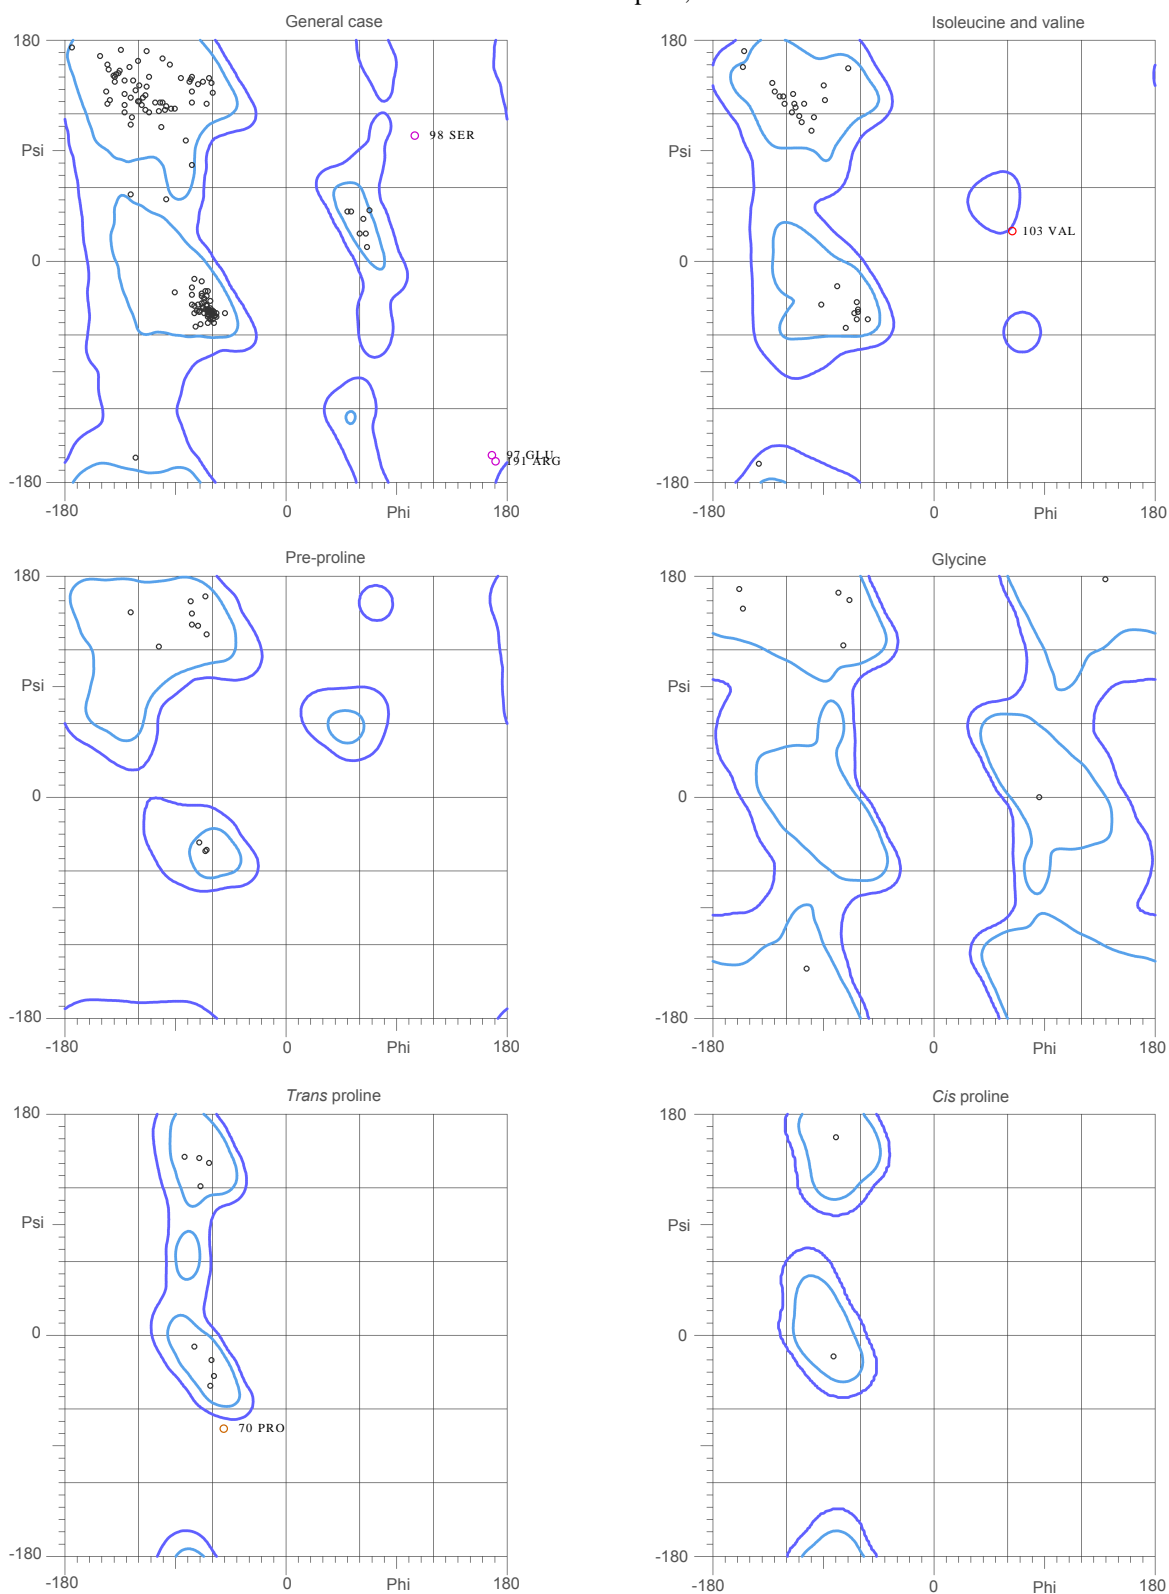 General case
Isoleucine and valine
180
180
98 SER
Psi
Psi
103 VAL
0
0
97 GLU
191 ARG
-180
-180
-180
0
Phi
180
-180
0
Phi
180
Pre-proline
Glycine
180
180
Psi
Psi
0
0
-180
-180
-180
0
Phi
180
-180
0
Phi
180
Trans proline
Cis proline
180
180
Psi
Psi
0
0
70 PRO
-180
-180
-180
0
Phi
180
-180
0
Phi
180